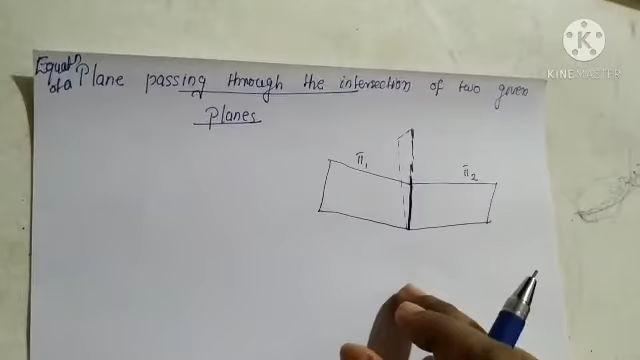 Equatn of a Plane passing through the intersection of two given
Planes
π₁
π₂
K
KINEMASTER